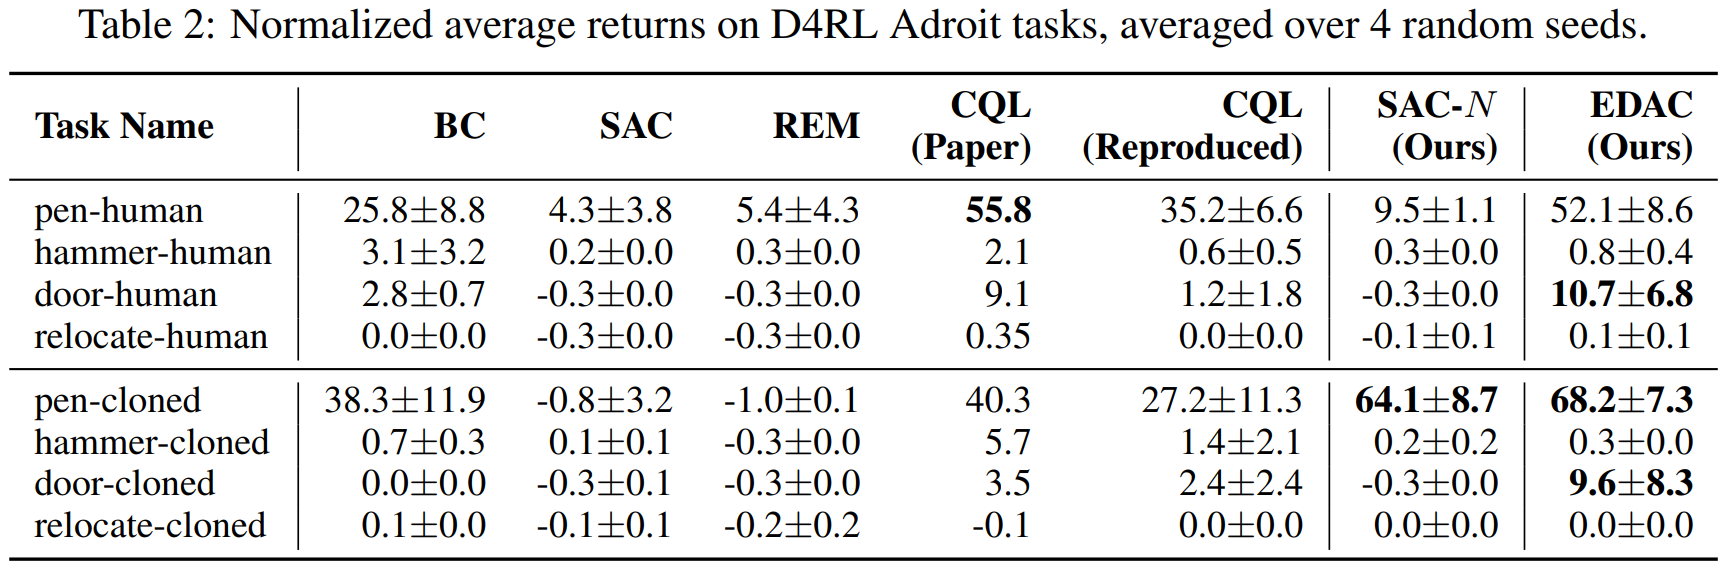 Table 2: Normalized average returns on D4RL Adroit tasks, averaged over 4 random seeds.
Task Name BC SAC REM CQL (Paper) CQL (Reproduced) SAC-N (Ours) EDAC (Ours)
pen-human 25.8±8.8 4.3±3.8 5.4±4.3 55.8 35.2±6.6 9.5±1.1 52.1±8.6
hammer-human 3.1±3.2 0.2±0.0 0.3±0.0 2.1 0.6±0.5 0.3±0.0 0.8±0.4
door-human 2.8±0.7 -0.3±0.0 -0.3±0.0 9.1 1.2±1.8 -0.3±0.0 10.7±6.8
relocate-human 0.0±0.0 -0.3±0.0 -0.3±0.0 0.35 0.0±0.0 -0.1±0.1 0.1±0.1
pen-cloned 38.3±11.9 -0.8±3.2 -1.0±0.1 40.3 27.2±11.3 64.1±8.7 68.2±7.3
hammer-cloned 0.7±0.3 0.1±0.1 -0.3±0.0 5.7 1.4±2.1 0.2±0.2 0.3±0.0
door-cloned 0.0±0.0 -0.3±0.1 -0.3±0.0 3.5 2.4±2.4 -0.3±0.0 9.6±8.3
relocate-cloned 0.1±0.0 -0.1±0.1 -0.2±0.2 -0.1 0.0±0.0 0.0±0.0 0.0±0.0